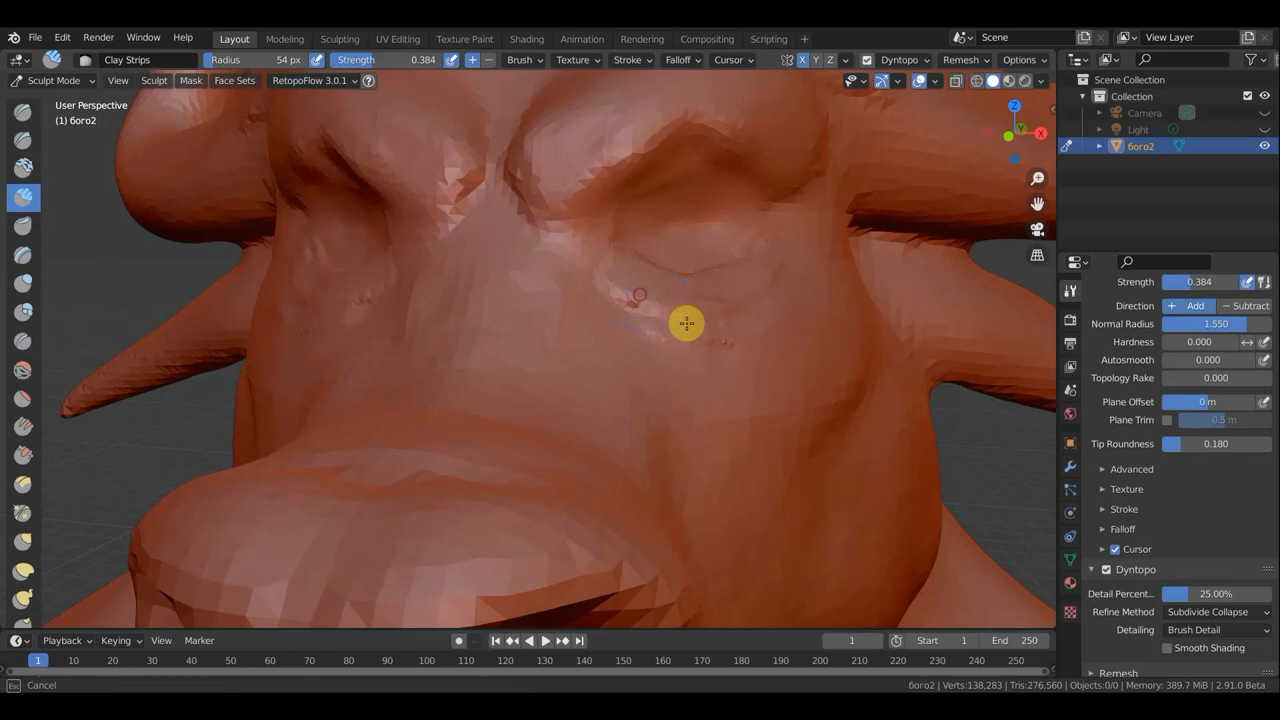 File Edit Render Window Help Layout Modeling Sculpting UV Editing Texture Paint Shading Animation Rendering Compositing Scripting + Scene View Layer
Clay Strips Radius 54 px Strength 0.384 + − Brush Texture Stroke Falloff Cursor X Y Z Dyntopo Remesh Options
Sculpt Mode View Sculpt Mask Face Sets RetopoFlow 3.0.1 ?
Scene Collection
Collection
Camera
Light
бого2
User Perspective
(1) бого2
Z
Y
X
Strength 0.384
Direction + Add − Subtract
Normal Radius 1.550
Hardness 0.000
Autosmooth 0.000
Topology Rake 0.000
Plane Offset 0 m
Plane Trim 0.5 m
Tip Roundness 0.180
Advanced
Texture
Stroke
Falloff
Cursor
Dyntopo
Detail Percent... 25.00%
Refine Method Subdivide Collapse
Detailing Brush Detail
Smooth Shading
Remesh
Playback Keying View Marker 1 Start 1 End 250
1 10 20 30 40 50 60 70 80 90 100 110 120 130 140 150 160 170 180 190 200 210 220 230 240 250
Esc Cancel бого2 | Verts:138,283 | Tris:276,560 | Objects:0/0 | Memory: 389.7 MiB | 2.91.0 Beta